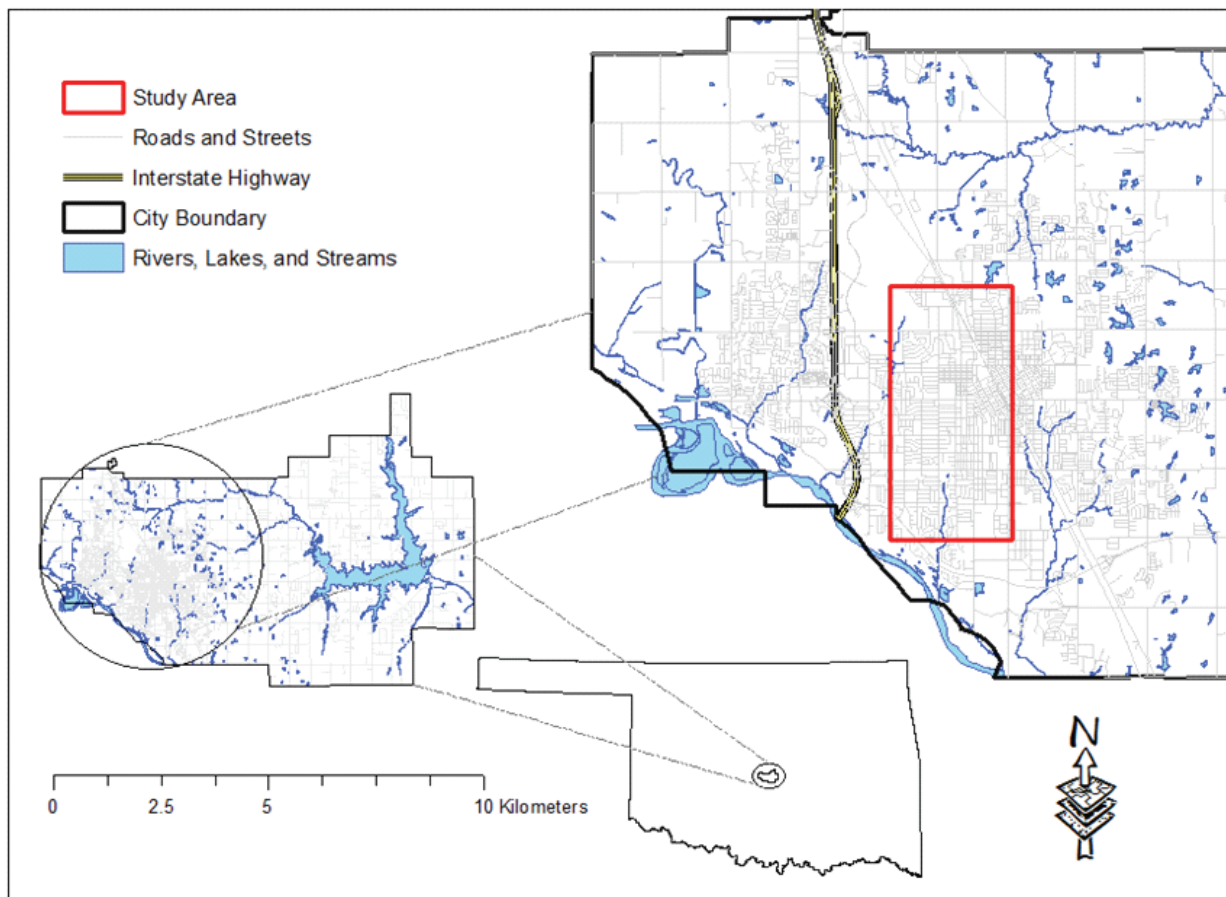 Study Area
Roads and Streets
Interstate Highway
City Boundary
Rivers, Lakes, and Streams
0 2.5 5 10 Kilometers
N